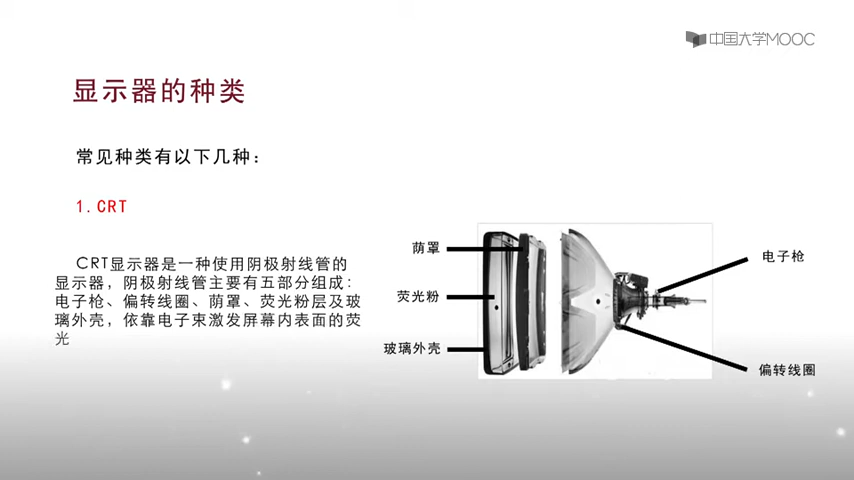 中国大学MOOC
显示器的种类
常见种类有以下几种：
1.CRT
CRT显示器是一种使用阴极射线管的
显示器，阴极射线管主要有五部分组成：
电子枪、偏转线圈、荫罩、荧光粉层及玻
璃外壳，依靠电子束激发屏幕内表面的荧
光
荫罩
荧光粉
玻璃外壳
电子枪
偏转线圈